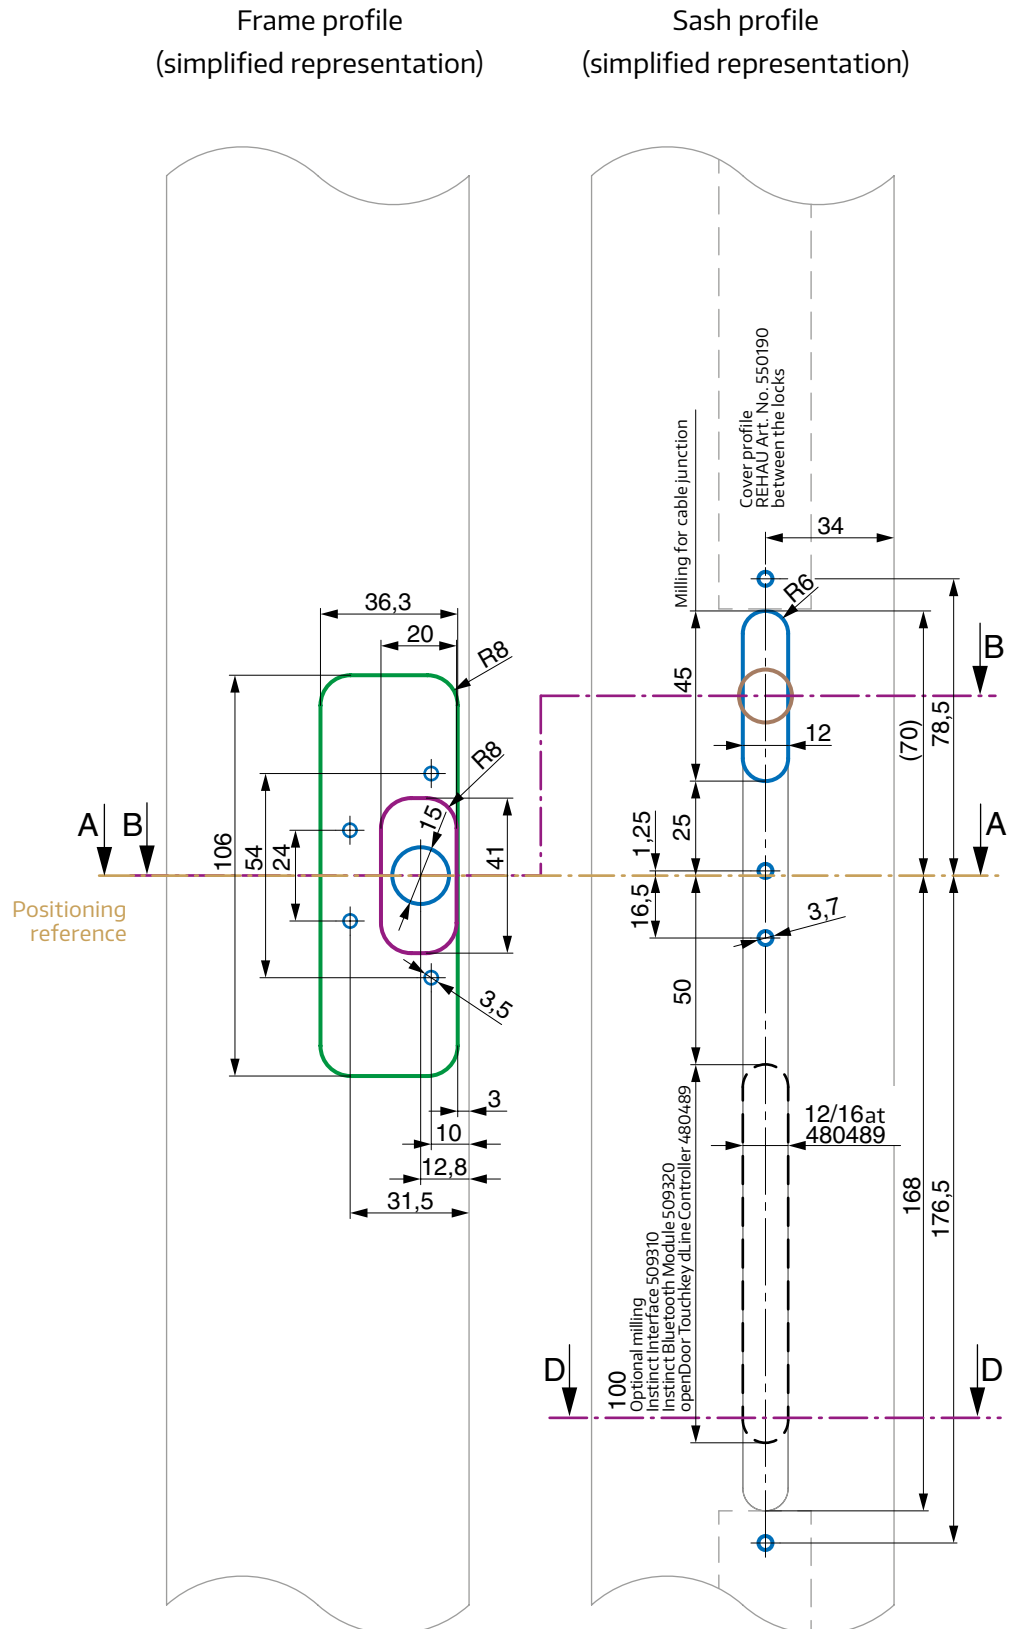 Frame profile
(simplified representation)
Sash profile
(simplified representation)
Cover profile
REHAU Art. No. 550190
between the locks
Milling for cable junction
34
R6
36,3
20
R8
45
B
(70)
78,5
12
R8
15
A
B
106
54
24
41
1,25
25
A
Positioning
reference
16,5
3,7
3,5
50
3
10
12,8
31,5
12/16at
480489
168
176,5
100
Optional milling
Instinct Interface 509310
Instinct Bluetooth Module 509320
openDoor Touchkey dLine Controller 480489
D
D